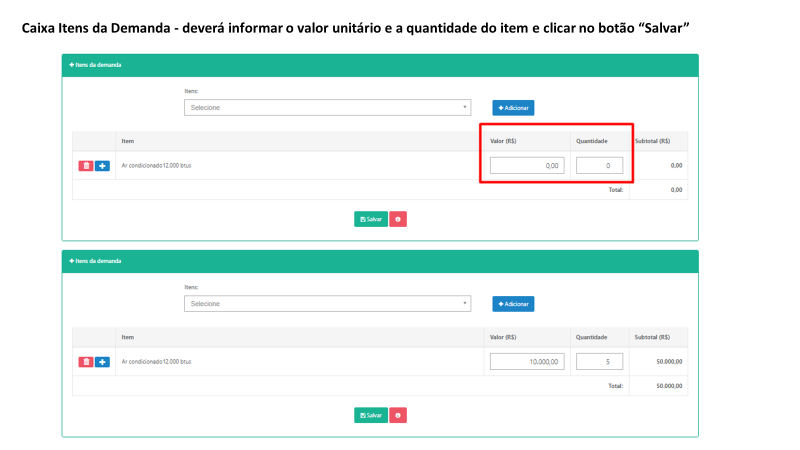 Caixa Itens da Demanda - deverá informar o valor unitário e a quantidade do item e clicar no botão “Salvar”
Itens da demanda
Itens:
Selecione
Adicionar
Item Valor (R$) Quantidade Subtotal (R$)
Ar condicionado12.000 btus 0,00 0 0,00
Total: 0,00
Salvar
Itens da demanda
Itens:
Selecione
Adicionar
Item Valor (R$) Quantidade Subtotal (R$)
Ar condicionado12.000 btus 10.000,00 5 50.000,00
Total: 50.000,00
Salvar